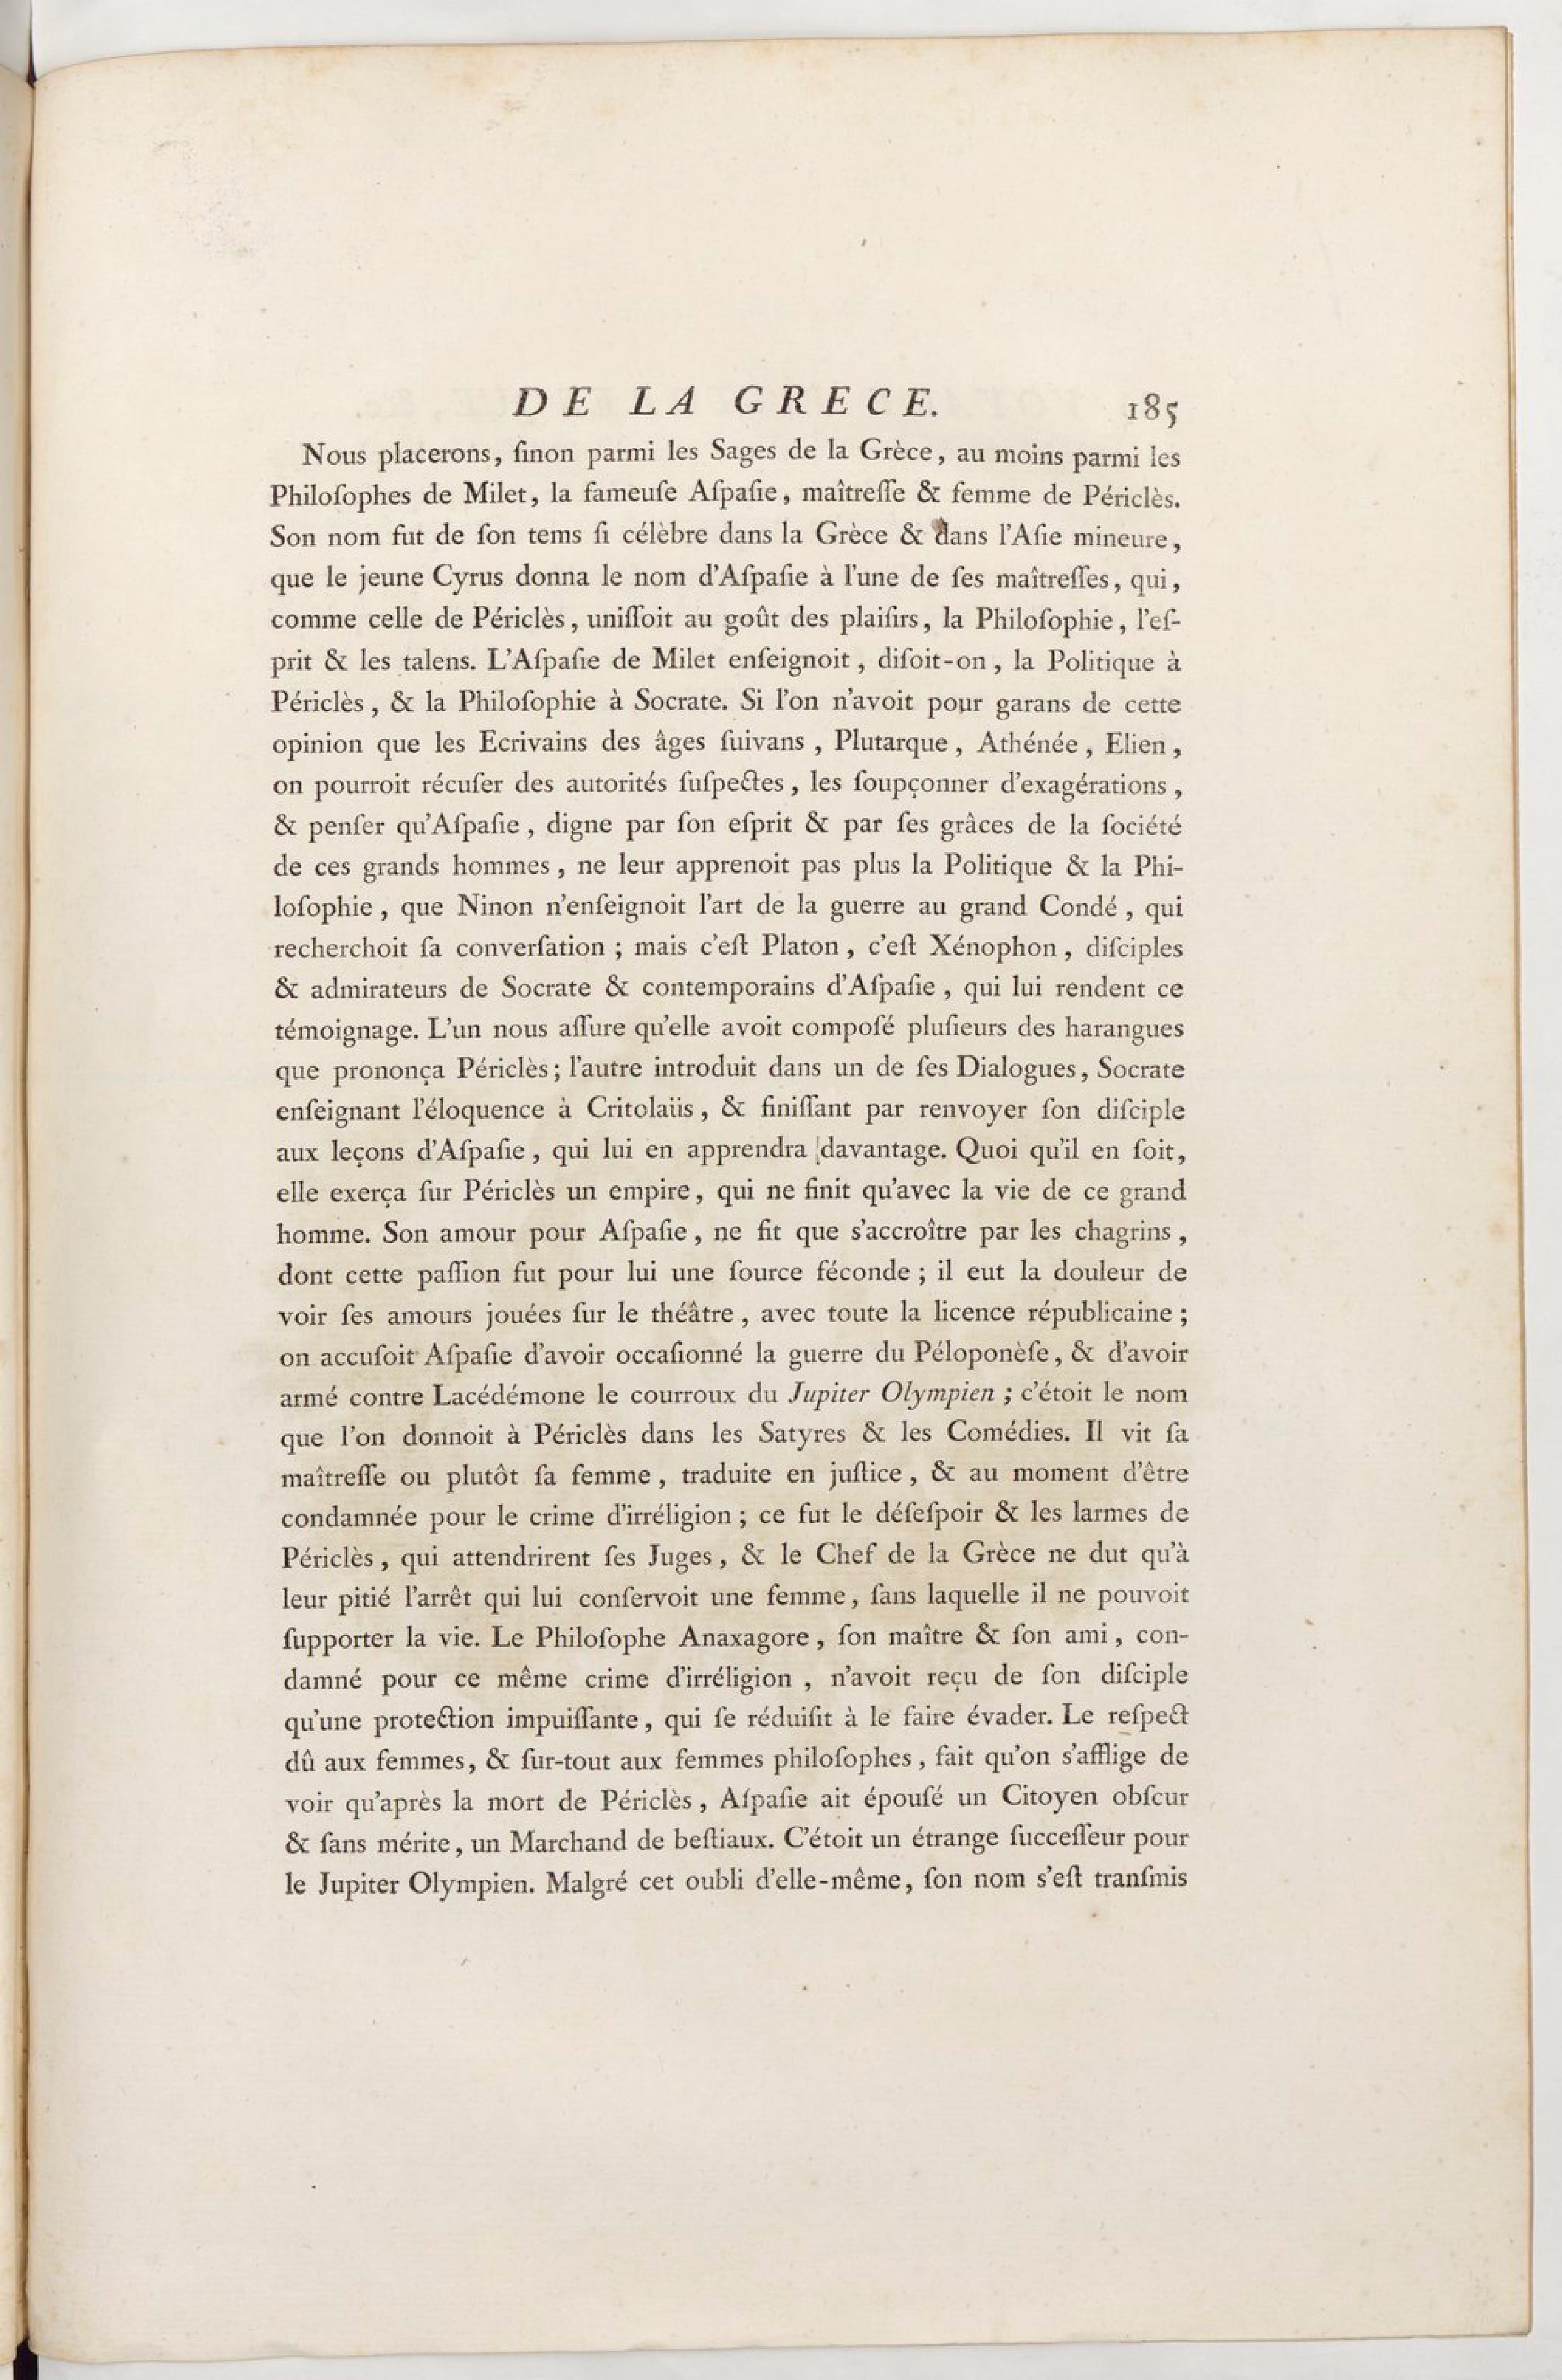 DE LA GRECE. 185
Nous placerons, ſinon parmi les Sages de la Grèce, au moins parmi les
Philoſophes de Milet, la fameuſe Aſpaſie, maîtreſſe & femme de Périclès.
Son nom fut de ſon tems ſi célèbre dans la Grèce & dans l'Aſie mineure,
que le jeune Cyrus donna le nom d'Aſpaſie à l'une de ſes maîtreſſes, qui,
comme celle de Périclès, uniſſoit au goût des plaiſirs, la Philoſophie, l'eſ-
prit & les talens. L'Aſpaſie de Milet enſeignoit, diſoit-on, la Politique à
Périclès, & la Philoſophie à Socrate. Si l'on n'avoit pour garans de cette
opinion que les Ecrivains des âges ſuivans, Plutarque, Athénée, Elien,
on pourroit récuſer des autorités ſuſpectes, les ſoupçonner d'exagérations,
& penſer qu'Aſpaſie, digne par ſon eſprit & par ſes grâces de la ſociété
de ces grands hommes, ne leur apprenoit pas plus la Politique & la Phi-
loſophie, que Ninon n'enſeignoit l'art de la guerre au grand Condé, qui
recherchoit ſa converſation ; mais c'eſt Platon, c'eſt Xénophon, diſciples
& admirateurs de Socrate & contemporains d'Aſpaſie, qui lui rendent ce
témoignage. L'un nous aſſure qu'elle avoit compoſé pluſieurs des harangues
que prononça Périclès ; l'autre introduit dans un de ſes Dialogues, Socrate
enſeignant l'éloquence à Critolaüs, & finiſſant par renvoyer ſon diſciple
aux leçons d'Aſpaſie, qui lui en apprendra davantage. Quoi qu'il en ſoit,
elle exerça ſur Périclès un empire, qui ne finit qu'avec la vie de ce grand
homme. Son amour pour Aſpaſie, ne fit que s'accroître par les chagrins,
dont cette paſſion fut pour lui une ſource féconde ; il eut la douleur de
voir ſes amours jouées ſur le théâtre, avec toute la licence républicaine ;
on accuſoit Aſpaſie d'avoir occaſionné la guerre du Péloponèſe, & d'avoir
armé contre Lacédémone le courroux du Jupiter Olympien ; c'étoit le nom
que l'on donnoit à Périclès dans les Satyres & les Comédies. Il vit ſa
maîtreſſe ou plutôt ſa femme, traduite en juſtice, & au moment d'être
condamnée pour le crime d'irréligion ; ce fut le déſeſpoir & les larmes de
Périclès, qui attendrirent ſes Juges, & le Chef de la Grèce ne dut qu'à
leur pitié l'arrêt qui lui conſervoit une femme, ſans laquelle il ne pouvoit
ſupporter la vie. Le Philoſophe Anaxagore, ſon maître & ſon ami, con-
damné pour ce même crime d'irréligion, n'avoit reçu de ſon diſciple
qu'une protection impuiſſante, qui ſe réduiſit à le faire évader. Le reſpect
dû aux femmes, & ſur-tout aux femmes philoſophes, fait qu'on s'afflige de
voir qu'après la mort de Périclès, Aſpaſie ait épouſé un Citoyen obſcur
& ſans mérite, un Marchand de beſtiaux. C'étoit un étrange ſucceſſeur pour
le Jupiter Olympien. Malgré cet oubli d'elle-même, ſon nom s'eſt tranſmis